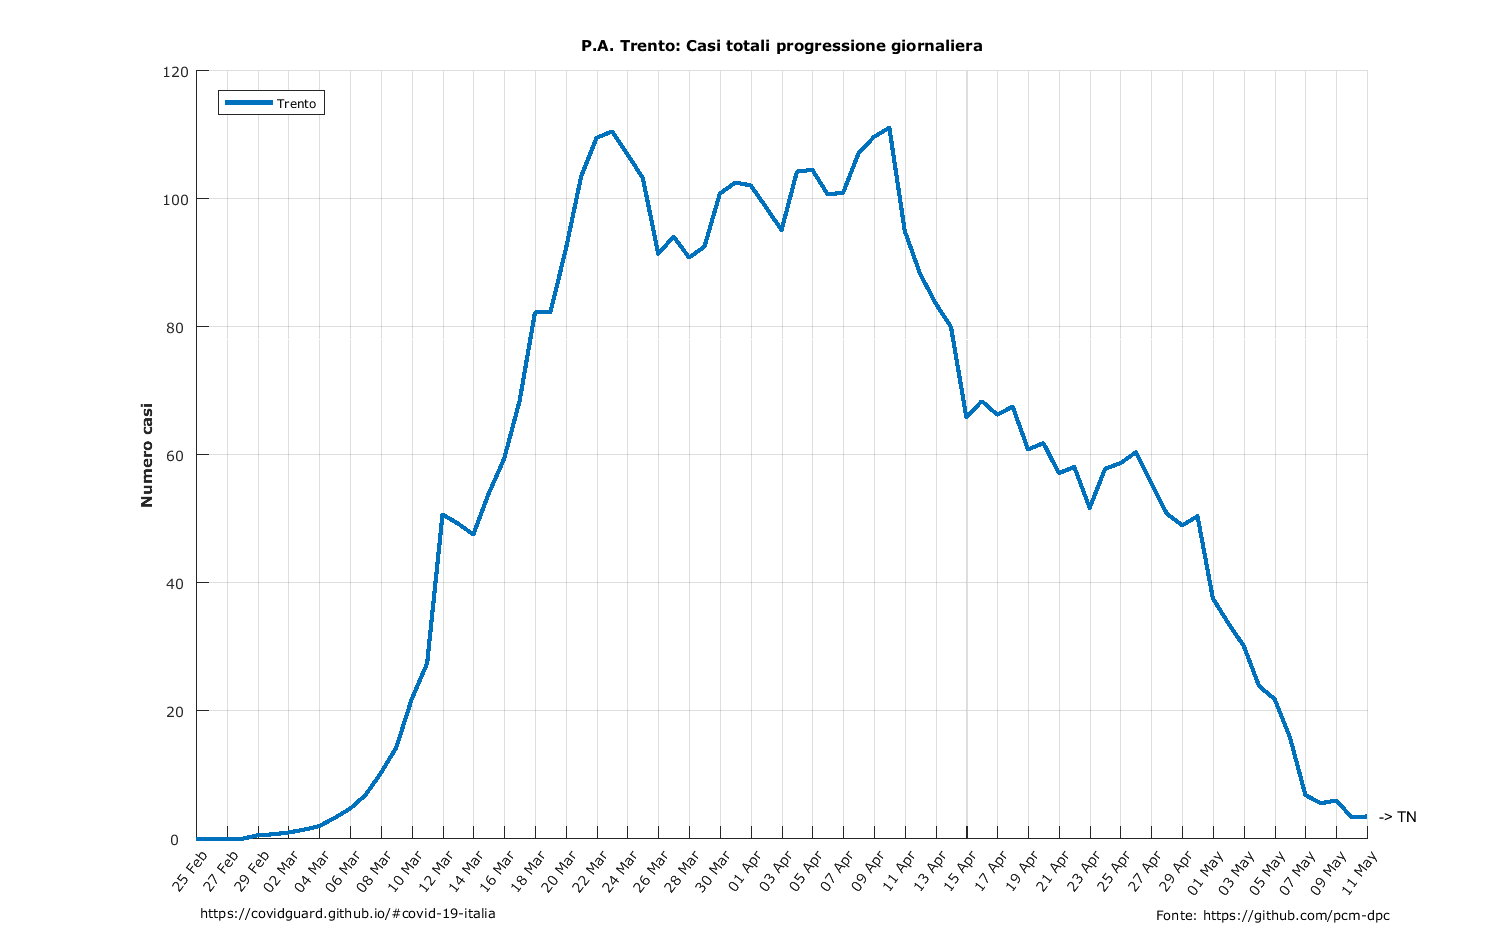 P.A. Trento: Casi totali progressione giornaliera
Trento
Numero casi
120
100
80
60
40
20
0
25 Feb
27 Feb
29 Feb
02 Mar
04 Mar
06 Mar
08 Mar
10 Mar
12 Mar
14 Mar
16 Mar
18 Mar
20 Mar
22 Mar
24 Mar
26 Mar
28 Mar
30 Mar
01 Apr
03 Apr
05 Apr
07 Apr
09 Apr
11 Apr
13 Apr
15 Apr
17 Apr
19 Apr
21 Apr
23 Apr
25 Apr
27 Apr
29 Apr
01 May
03 May
05 May
07 May
09 May
11 May
-> TN
https://covidguard.github.io/#covid-19-italia
Fonte: https://github.com/pcm-dpc